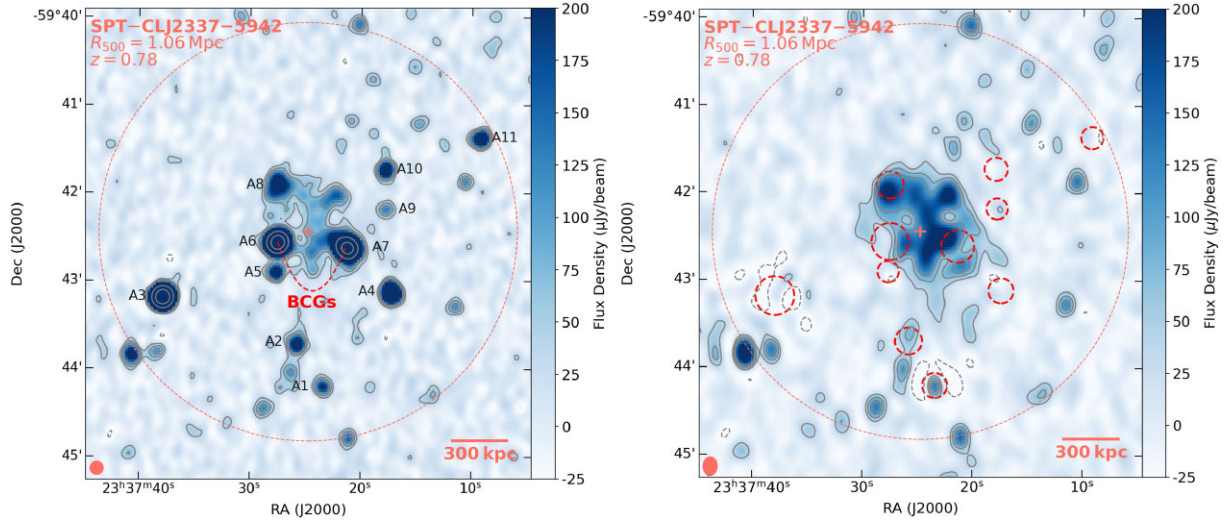 SPT−CLJ2337−5942
R500 = 1.06 Mpc
z = 0.78
A11
A10
A8
A9
A6
A7
A5
BCGs
A3
A4
A2
A1
300 kpc
−59°40'
41'
42'
43'
44'
45'
Dec (J2000)
23h37m40s
30s
20s
10s
RA (J2000)
200
175
150
125
100
75
50
25
0
-25
Flux Density (μJy/beam)
SPT−CLJ2337−5942
R500 = 1.06 Mpc
z = 0.78
300 kpc
−59°40'
41'
42'
43'
44'
45'
Dec (J2000)
23h37m40s
30s
20s
10s
RA (J2000)
200
175
150
125
100
75
50
25
0
-25
Flux Density (μJy/beam)